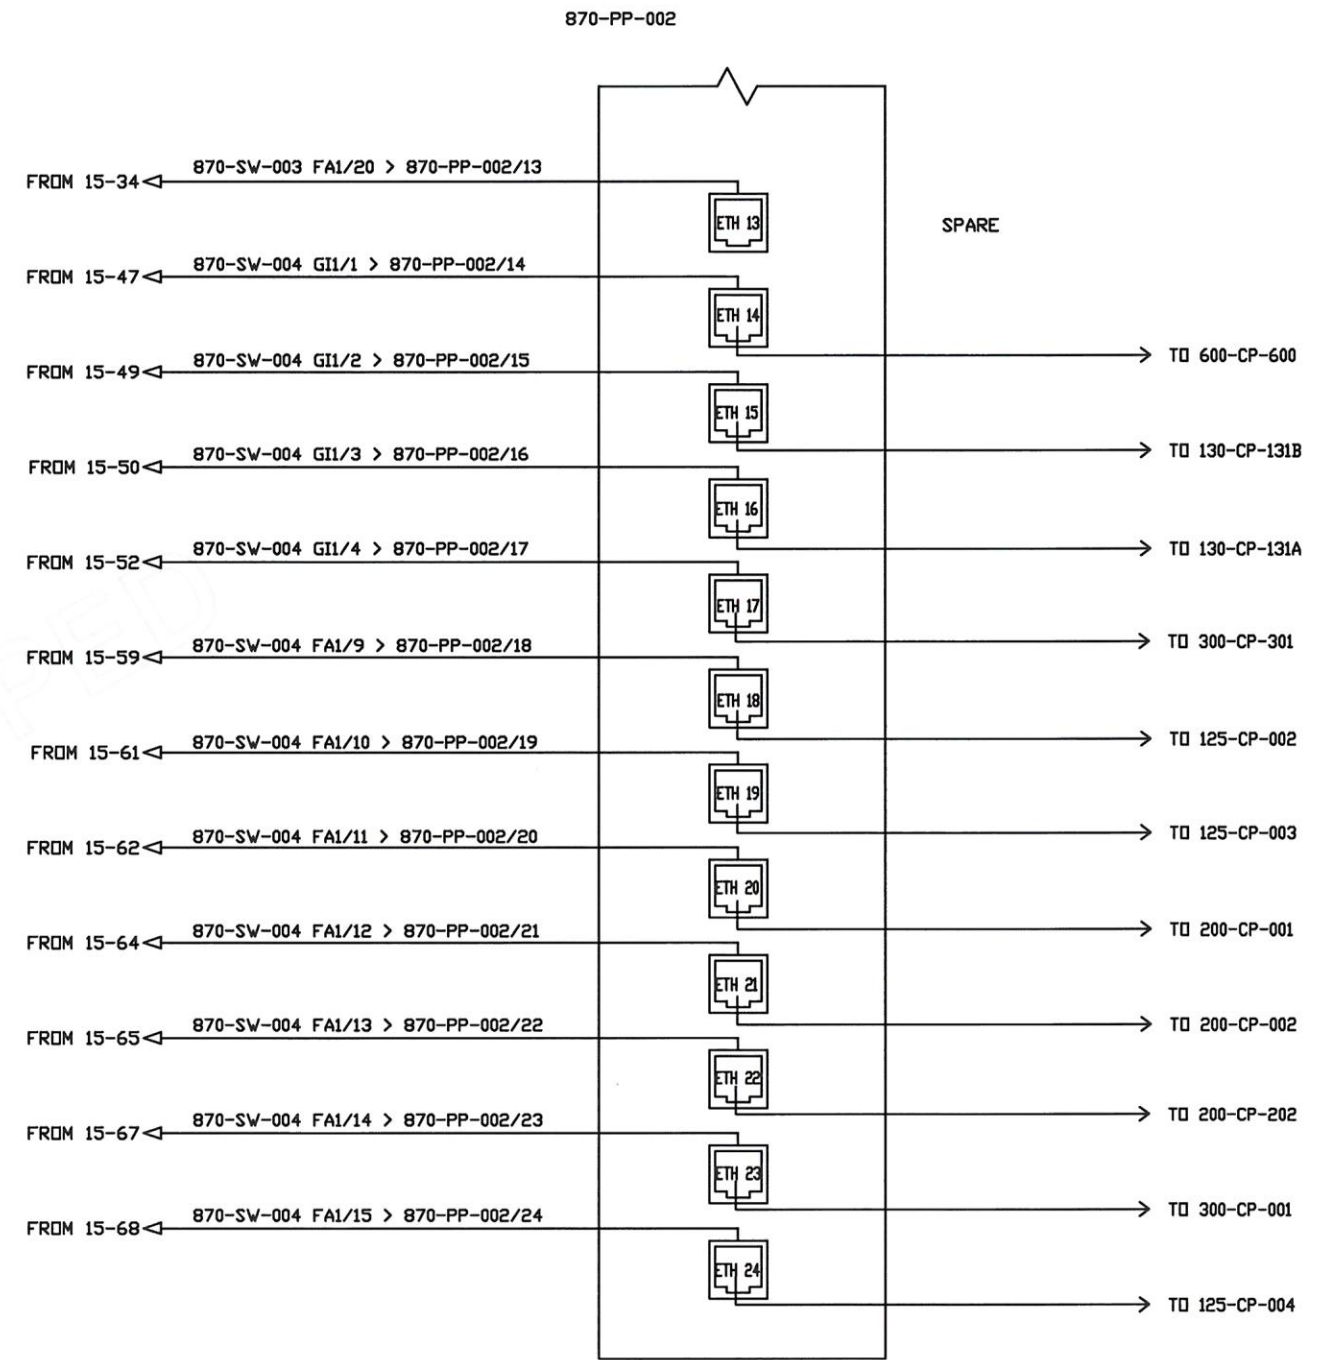 870-PP-002
870-SW-003 FA1/20 > 870-PP-002/13
FROM 15-34
ETH 13
SPARE
870-SW-004 GI1/1 > 870-PP-002/14
FROM 15-47
ETH 14
TO 600-CP-600
870-SW-004 GI1/2 > 870-PP-002/15
FROM 15-49
ETH 15
TO 130-CP-131B
870-SW-004 GI1/3 > 870-PP-002/16
FROM 15-50
ETH 16
TO 130-CP-131A
870-SW-004 GI1/4 > 870-PP-002/17
FROM 15-52
ETH 17
TO 300-CP-301
870-SW-004 FA1/9 > 870-PP-002/18
FROM 15-59
ETH 18
TO 125-CP-002
870-SW-004 FA1/10 > 870-PP-002/19
FROM 15-61
ETH 19
TO 125-CP-003
870-SW-004 FA1/11 > 870-PP-002/20
FROM 15-62
ETH 20
TO 200-CP-001
870-SW-004 FA1/12 > 870-PP-002/21
FROM 15-64
ETH 21
TO 200-CP-002
870-SW-004 FA1/13 > 870-PP-002/22
FROM 15-65
ETH 22
TO 200-CP-202
870-SW-004 FA1/14 > 870-PP-002/23
FROM 15-67
ETH 23
TO 300-CP-001
870-SW-004 FA1/15 > 870-PP-002/24
FROM 15-68
ETH 24
TO 125-CP-004